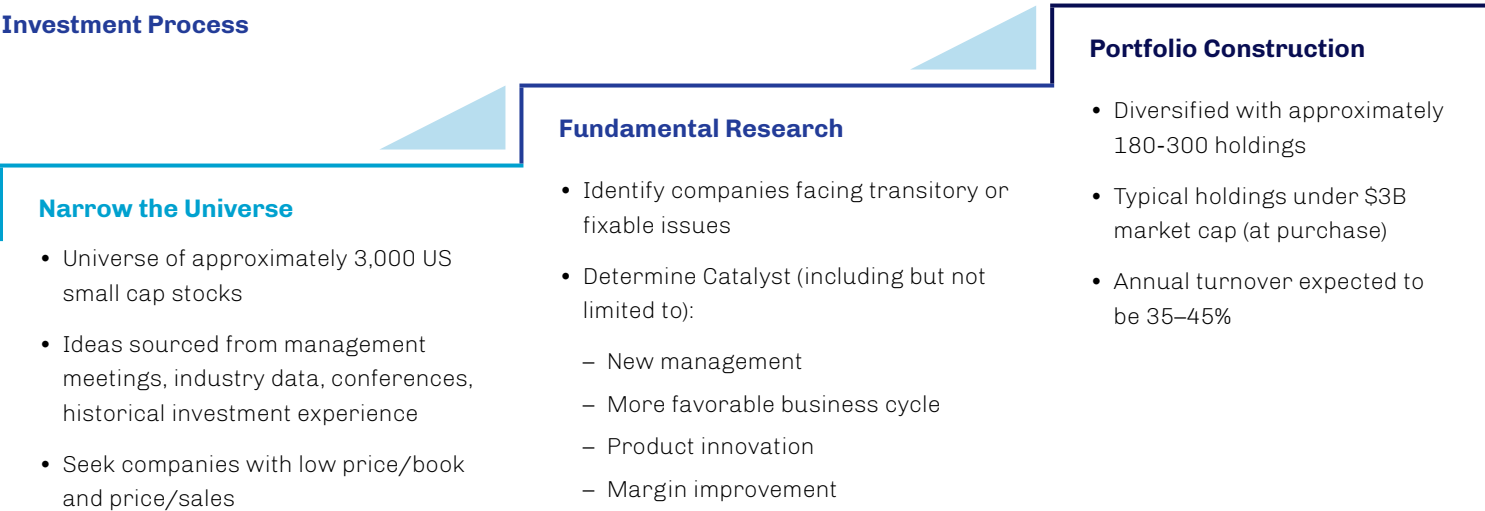 Investment Process
Narrow the Universe
• Universe of approximately 3,000 US
small cap stocks
• Ideas sourced from management
meetings, industry data, conferences,
historical investment experience
• Seek companies with low price/book
and price/sales
Fundamental Research
• Identify companies facing transitory or
fixable issues
• Determine Catalyst (including but not
limited to):
– New management
– More favorable business cycle
– Product innovation
– Margin improvement
Portfolio Construction
• Diversified with approximately
180-300 holdings
• Typical holdings under $3B
market cap (at purchase)
• Annual turnover expected to
be 35–45%